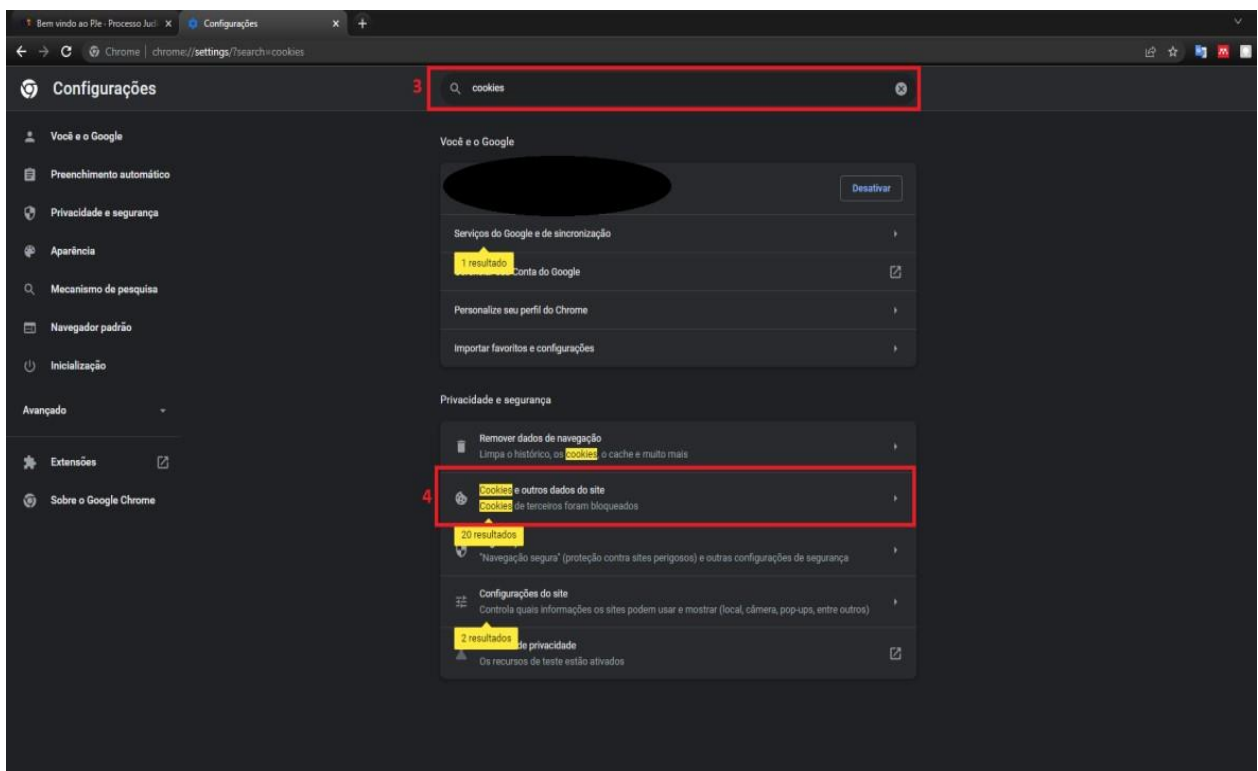 Bem vindo ao PJe - Processo Judi
Configurações
Chrome | chrome://settings/?search=cookies
Configurações
3
cookies
Você e o Google
Preenchimento automático
Privacidade e segurança
Aparência
Mecanismo de pesquisa
Navegador padrão
Inicialização
Avançado
Extensões
Sobre o Google Chrome
Você e o Google
Desativar
Serviços do Google e de sincronização
1 resultado
Conta do Google
Personalize seu perfil do Chrome
Importar favoritos e configurações
Privacidade e segurança
Remover dados de navegação
Limpa o histórico, os cookies, o cache e muito mais
4
Cookies e outros dados do site
Cookies de terceiros foram bloqueados
20 resultados
"Navegação segura" (proteção contra sites perigosos) e outras configurações de segurança
Configurações do site
Controla quais informações os sites podem usar e mostrar (local, câmera, pop-ups, entre outros)
2 resultados
de privacidade
Os recursos de teste estão ativados